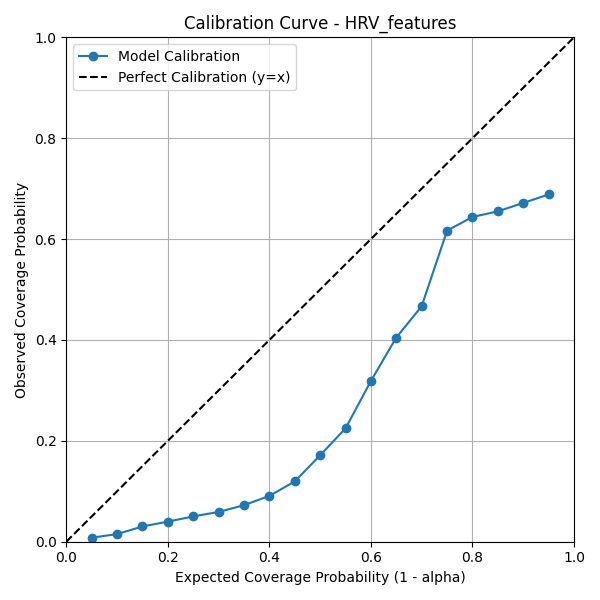 Calibration Curve - HRV_features
Model Calibration
Perfect Calibration (y=x)
Observed Coverage Probability
1.0
0.8
0.6
0.4
0.2
0.0
0.0 0.2 0.4 0.6 0.8 1.0
Expected Coverage Probability (1 - alpha)